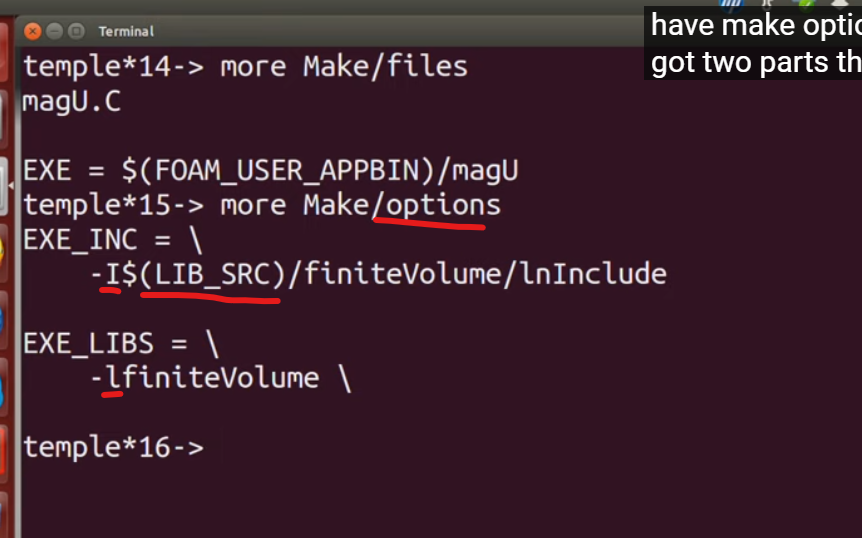 have make optio
got two parts th
Terminal
temple*14-> more Make/files
magU.C
EXE = $(FOAM_USER_APPBIN)/magU
temple*15-> more Make/options
EXE_INC = \
    -I$(LIB_SRC)/finiteVolume/lnInclude
EXE_LIBS = \
    -lfiniteVolume \
temple*16->